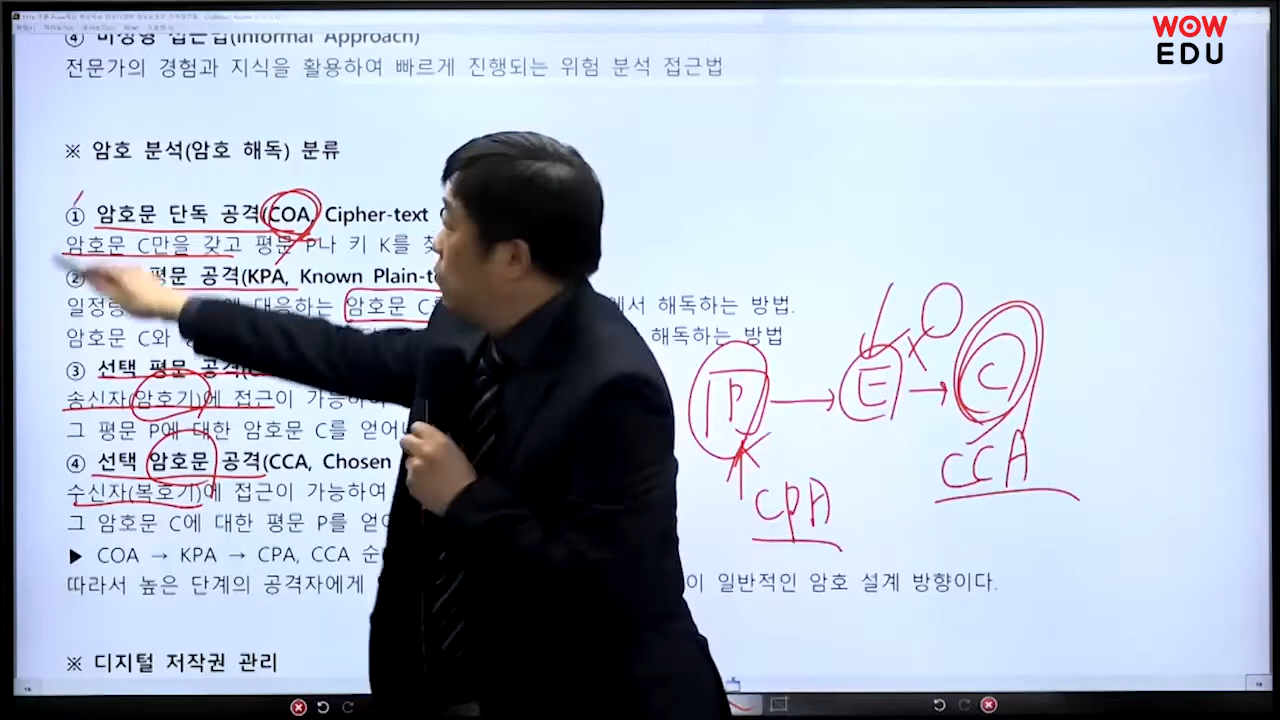 WOW
EDU
④ 비정형 접근법(Informal Approach)
전문가의 경험과 지식을 활용하여 빠르게 진행되는 위험 분석 접근법
※ 암호 분석(암호 해독) 분류
① 암호문 단독 공격(COA, Cipher-text
암호문 C만을 갖고 평문 P나 키 K를
② 평문 공격(KPA, Known
대응하는 암호문 C 에서 해독하는 방법.
암호문 C와 해독하는 방법
③ 선택 평문 공격
송신자(암호기)에 접근이 가능하여
그 평문 P에 대한 암호문 C를
④ 선택 암호문 공격(CCA, Chosen
수신자(복호기)에 접근이 가능하여
그 암호문 C에 대한 평문 P를
▶ COA → KPA → CPA, CCA
따라서 높은 단계의 공격자에게 이 일반적인 암호 설계 방향이다.
※ 디지털 저작권 관리
P → E → C
CPA
CCA